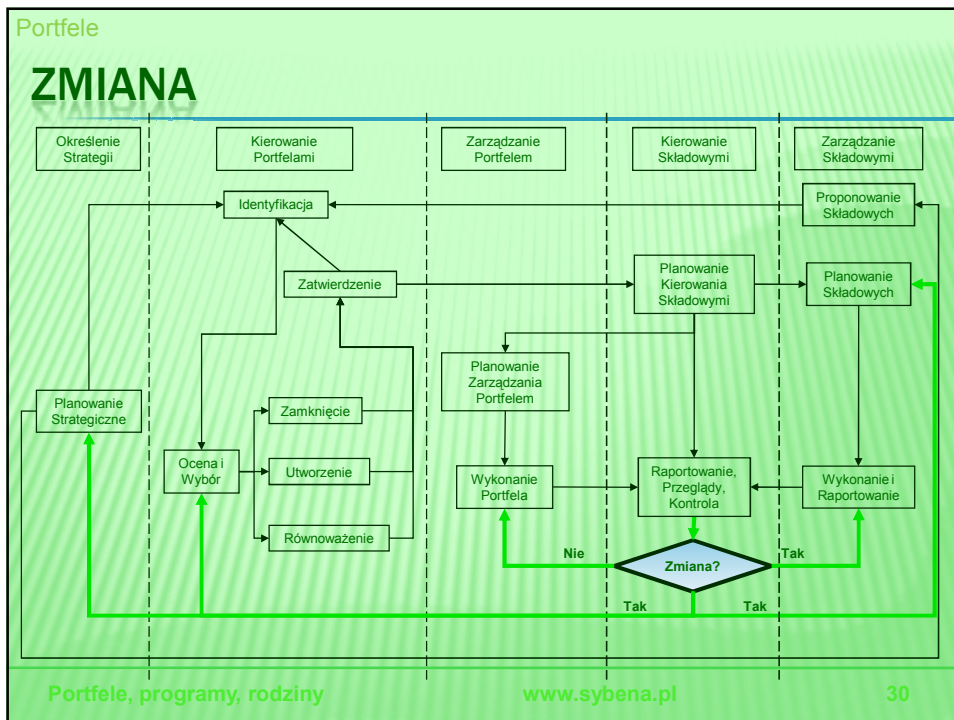 Portfele
ZMIANA
Określenie
Strategii
Kierowanie
Portfelami
Zarządzanie
Portfelem
Kierowanie
Składowymi
Zarządzanie
Składowymi
Identyfikacja
Proponowanie
Składowych
Zatwierdzenie
Planowanie
Kierowania
Składowymi
Planowanie
Składowych
Planowanie
Zarządzania
Portfelem
Planowanie
Strategiczne
Zamknięcie
Ocena i
Wybór
Utworzenie
Wykonanie
Portfela
Raportowanie,
Przeglądy,
Kontrola
Wykonanie i
Raportowanie
Równoważenie
Nie
Zmiana?
Tak
Tak
Tak
Portfele, programy, rodziny
www.sybena.pl
30